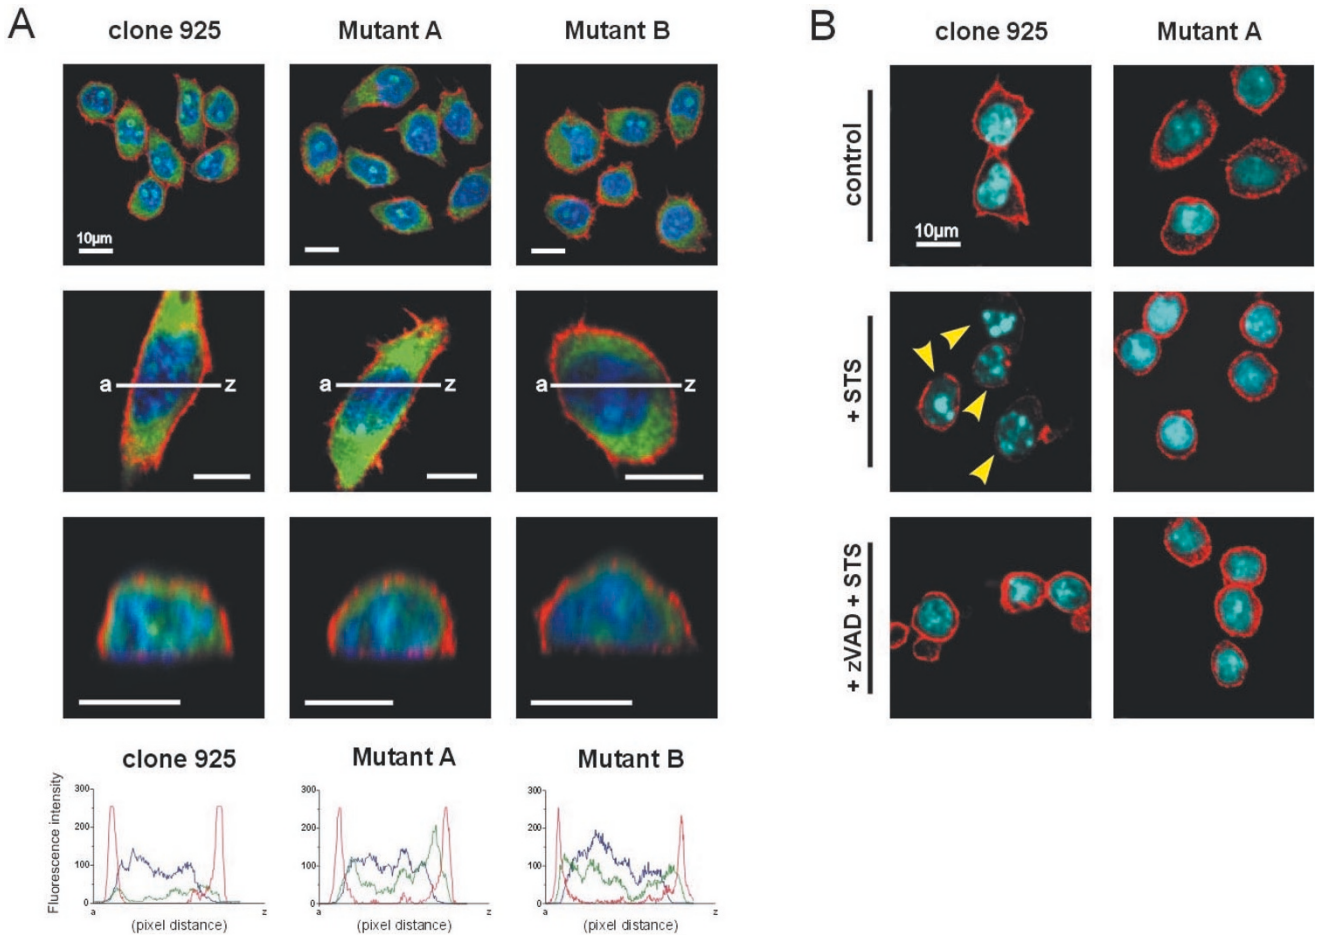 A
clone 925
Mutant A
Mutant B
10µm
a
z
a
z
a
z
clone 925
Mutant A
Mutant B
Fluorescence intensity
300
200
100
0
a
z
(pixel distance)
300
200
100
0
a
z
(pixel distance)
300
200
100
0
a
z
(pixel distance)
B
clone 925
Mutant A
control
10µm
+ STS
+ zVAD + STS